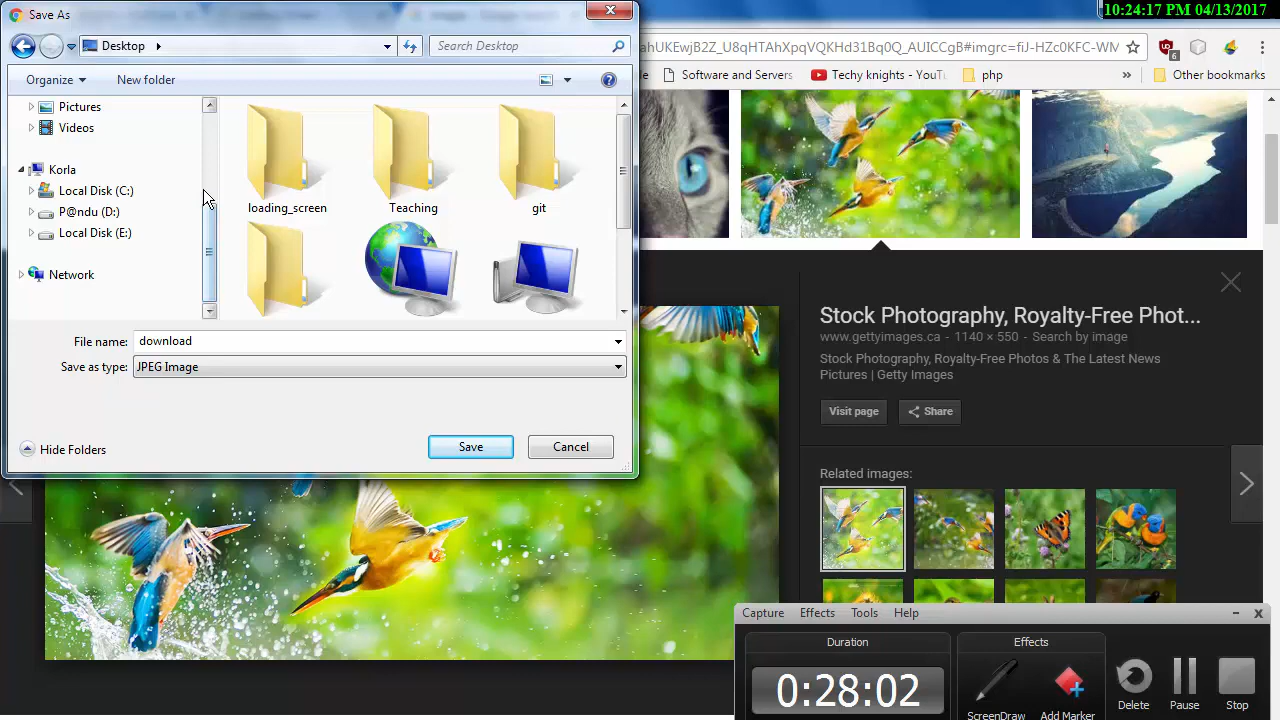 Save As
10:24:17 PM 04/13/2017
Desktop
Search Desktop
ahUKEwjB2Z_U8qHTAhXpqVQKHd31Bq0Q_AUICCgB#imgrc=fiJ-HZc0KFC-WM
6
Organize
New folder
Software and Servers
Techy knights - YouTu
php
»
Other bookmarks
Pictures
Videos
Korla
Local Disk (C:)
P@ndu (D:)
Local Disk (E:)
Network
loading_screen
Teaching
git
File name:
download
Save as type:
JPEG Image
Hide Folders
Save
Cancel
Stock Photography, Royalty-Free Phot...
www.gettyimages.ca - 1140 × 550 - Search by image
Stock Photography, Royalty-Free Photos & The Latest News
Pictures | Getty Images
Visit page
Share
Related images:
Capture
Effects
Tools
Help
Duration
Effects
0:28:02
ScreenDraw
Add Marker
Delete
Pause
Stop